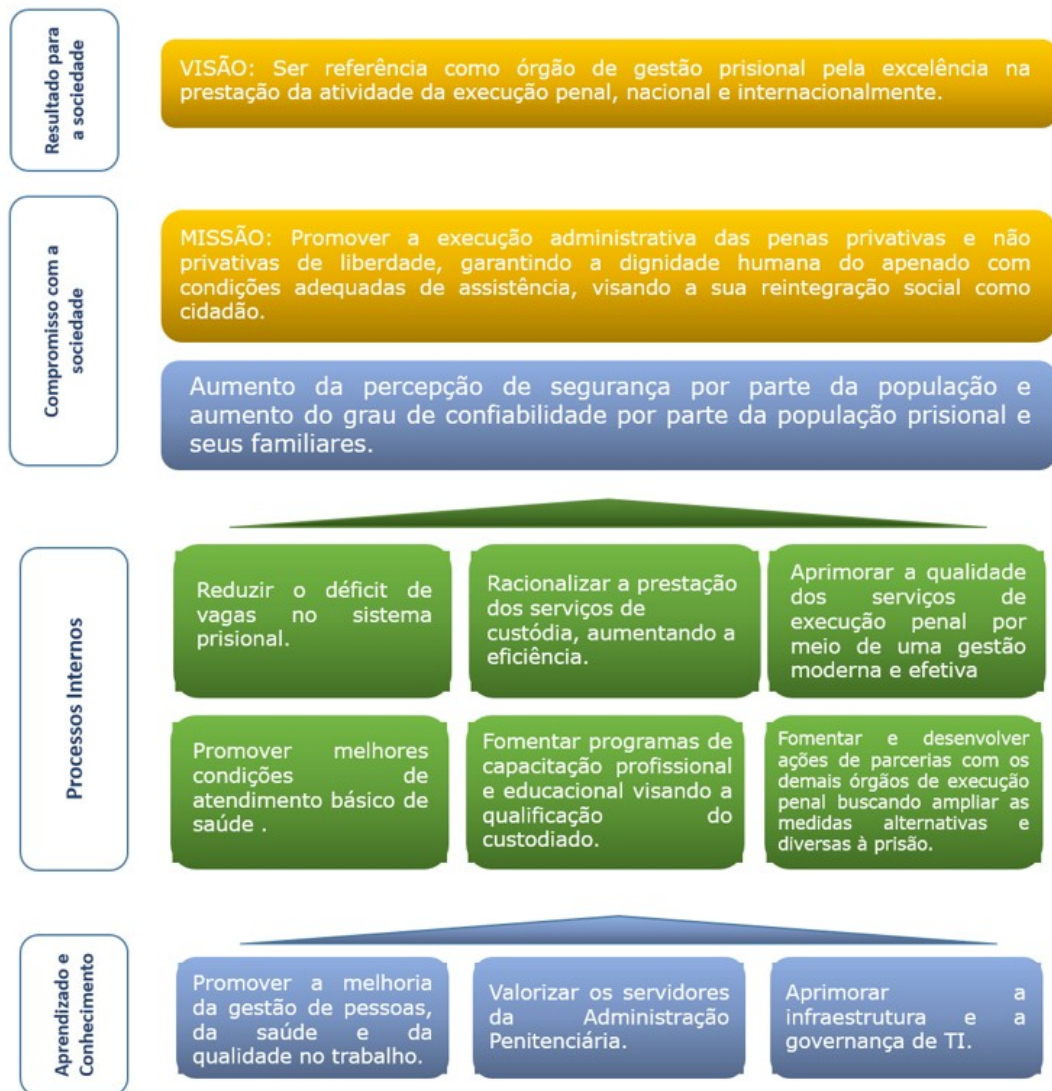 Resultado para
a sociedade
VISÃO: Ser referência como órgão de gestão prisional pela excelência na
prestação da atividade da execução penal, nacional e internacionalmente.
Compromisso com a
sociedade
MISSÃO: Promover a execução administrativa das penas privativas e não
privativas de liberdade, garantindo a dignidade humana do apenado com
condições adequadas de assistência, visando a sua reintegração social como
cidadão.
Aumento da percepção de segurança por parte da população e
aumento do grau de confiabilidade por parte da população prisional e
seus familiares.
Processos Internos
Reduzir o déficit de
vagas no sistema
prisional.
Racionalizar a prestação
dos serviços de
custódia, aumentando a
eficiência.
Aprimorar a qualidade
dos serviços de
execução penal por
meio de uma gestão
moderna e efetiva
Promover melhores
condições de
atendimento básico de
saúde .
Fomentar programas de
capacitação profissional
e educacional visando a
qualificação do
custodiado.
Fomentar e desenvolver
ações de parcerias com os
demais órgãos de execução
penal buscando ampliar as
medidas alternativas e
diversas à prisão.
Aprendizado e
Conhecimento
Promover a melhoria
da gestão de pessoas,
da saúde e da
qualidade no trabalho.
Valorizar os servidores
da Administração
Penitenciária.
Aprimorar a
infraestrutura e a
governança de TI.